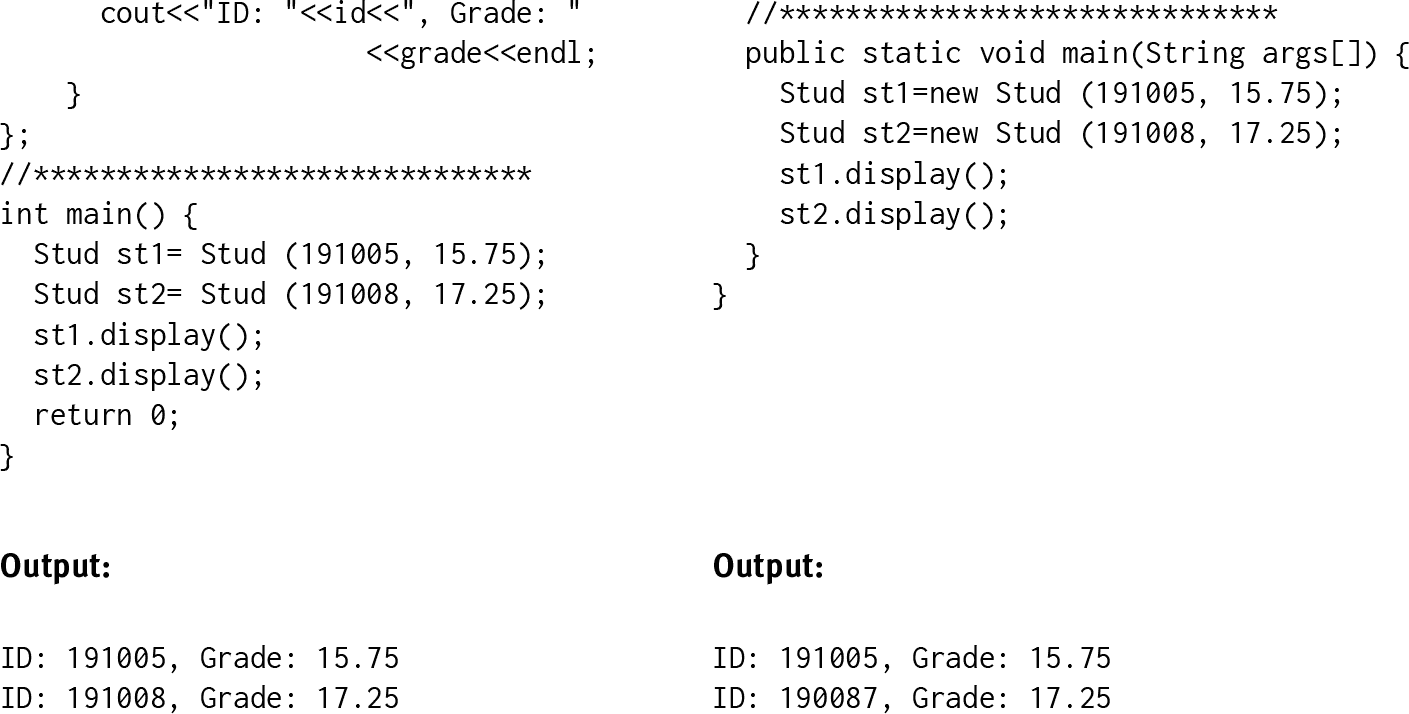 cout<<"ID: "<<id<<", Grade: "
                      <<grade<<endl;
    }
};
//******************************
int main() {
  Stud st1= Stud (191005, 15.75);
  Stud st2= Stud (191008, 17.25);
  st1.display();
  st2.display();
  return 0;
}
Output:
ID: 191005, Grade: 15.75
ID: 191008, Grade: 17.25
  //******************************
  public static void main(String args[]) {
    Stud st1=new Stud (191005, 15.75);
    Stud st2=new Stud (191008, 17.25);
    st1.display();
    st2.display();
  }
}
Output:
ID: 191005, Grade: 15.75
ID: 190087, Grade: 17.25